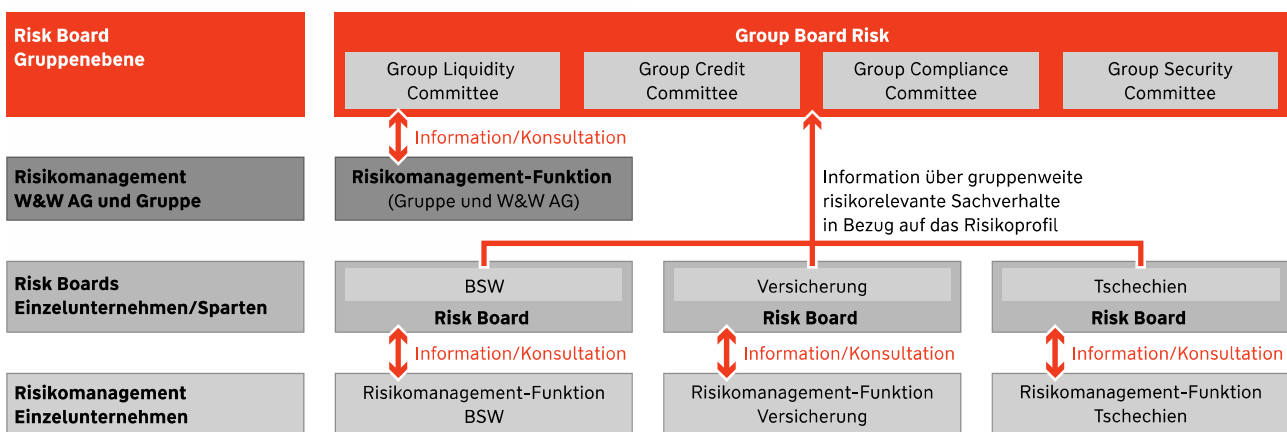 Risk Board
Gruppenebene
Group Board Risk
Group Liquidity
Committee
Group Credit
Committee
Group Compliance
Committee
Group Security
Committee
Information/Konsultation
Risikomanagement
W&W AG und Gruppe
Risikomanagement-Funktion
(Gruppe und W&W AG)
Information über gruppenweite
risikorelevante Sachverhalte
in Bezug auf das Risikoprofil
Risk Boards
Einzelunternehmen/Sparten
BSW
Risk Board
Versicherung
Risk Board
Tschechien
Risk Board
Information/Konsultation
Information/Konsultation
Information/Konsultation
Risikomanagement
Einzelunternehmen
Risikomanagement-Funktion
BSW
Risikomanagement-Funktion
Versicherung
Risikomanagement-Funktion
Tschechien